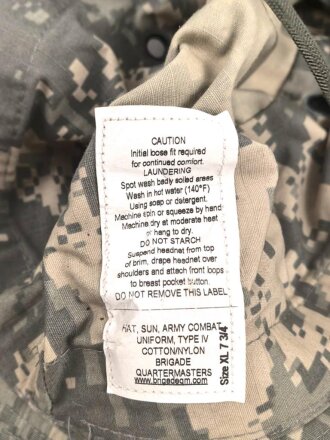 CAUTION
Initial loose fit required
for continued comfort.
LAUNDERING
Spot wash badly soiled areas
Wash in hot water (140°F)
Using soap or detergent.
Machine spin or squeeze by hand
Machine dry at moderate heat
or hang to dry.
DO NOT STARCH
Suspend headnet from top
of brim, drape headnet over
shoulders and attach front loops
to breast pocket button.
DO NOT REMOVE THIS LABEL
HAT, SUN, ARMY COMBAT
UNIFORM, TYPE IV
COTTON/NYLON
BRIGADE
QUARTERMASTERS
www.brigadeqm.com
Size XL 7 3/4